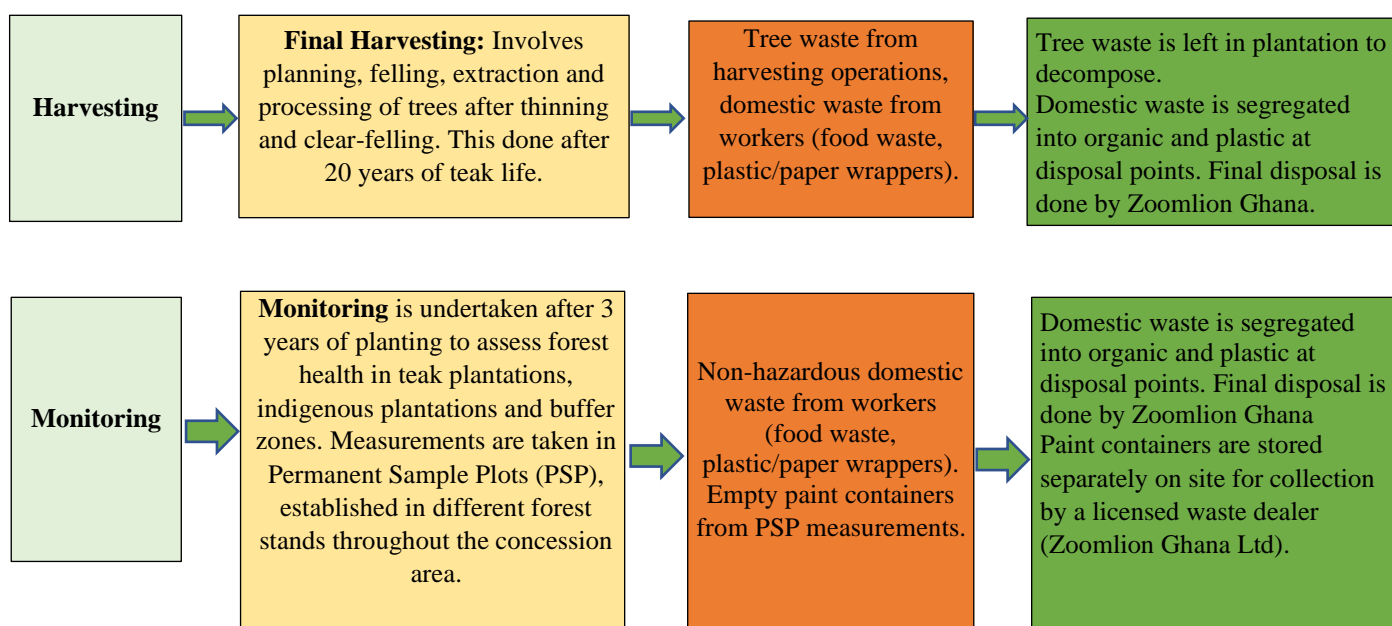 Harvesting
Final Harvesting: Involves
planning, felling, extraction and
processing of trees after thinning
and clear-felling. This done after
20 years of teak life.
Tree waste from
harvesting operations,
domestic waste from
workers (food waste,
plastic/paper wrappers).
Tree waste is left in plantation to
decompose.
Domestic waste is segregated
into organic and plastic at
disposal points. Final disposal is
done by Zoomlion Ghana.
Monitoring
Monitoring is undertaken after 3
years of planting to assess forest
health in teak plantations,
indigenous plantations and buffer
zones. Measurements are taken in
Permanent Sample Plots (PSP),
established in different forest
stands throughout the concession
area.
Non-hazardous domestic
waste from workers
(food waste,
plastic/paper wrappers).
Empty paint containers
from PSP measurements.
Domestic waste is segregated
into organic and plastic at
disposal points. Final disposal is
done by Zoomlion Ghana
Paint containers are stored
separately on site for collection
by a licensed waste dealer
(Zoomlion Ghana Ltd).